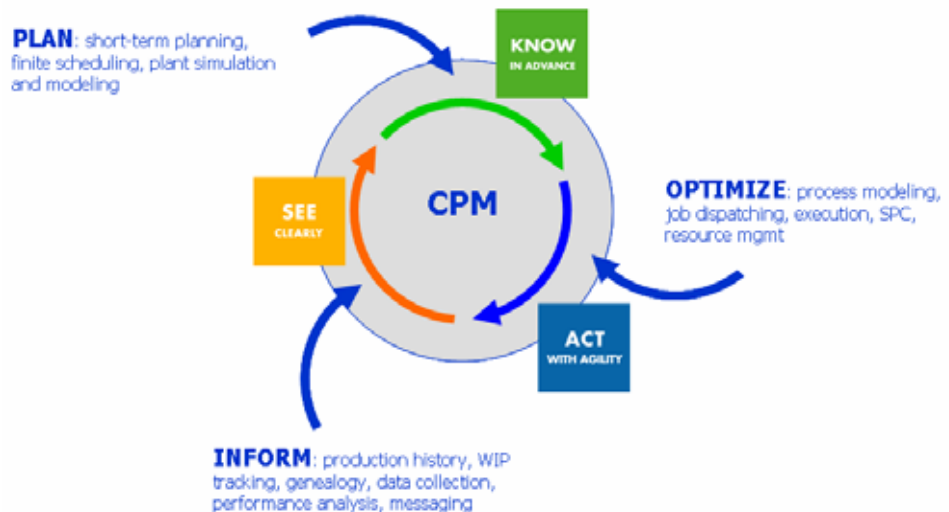 PLAN: short-term planning,
finite scheduling, plant simulation
and modeling
KNOW
IN ADVANCE
CPM
SEE
CLEARLY
OPTIMIZE: process modeling,
job dispatching, execution, SPC,
resource mgmt
ACT
WITH AGILITY
INFORM: production history, WIP
tracking, genealogy, data collection,
performance analysis, messaging